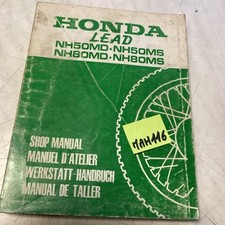 HONDA
LEAD
NH50MD·NH50MS
NH80MD·NH80MS
SHOP MANUAL
MANUEL D'ATELIER
WERKSTATT-HANDBUCH
MANUAL DE TALLER
MAH116